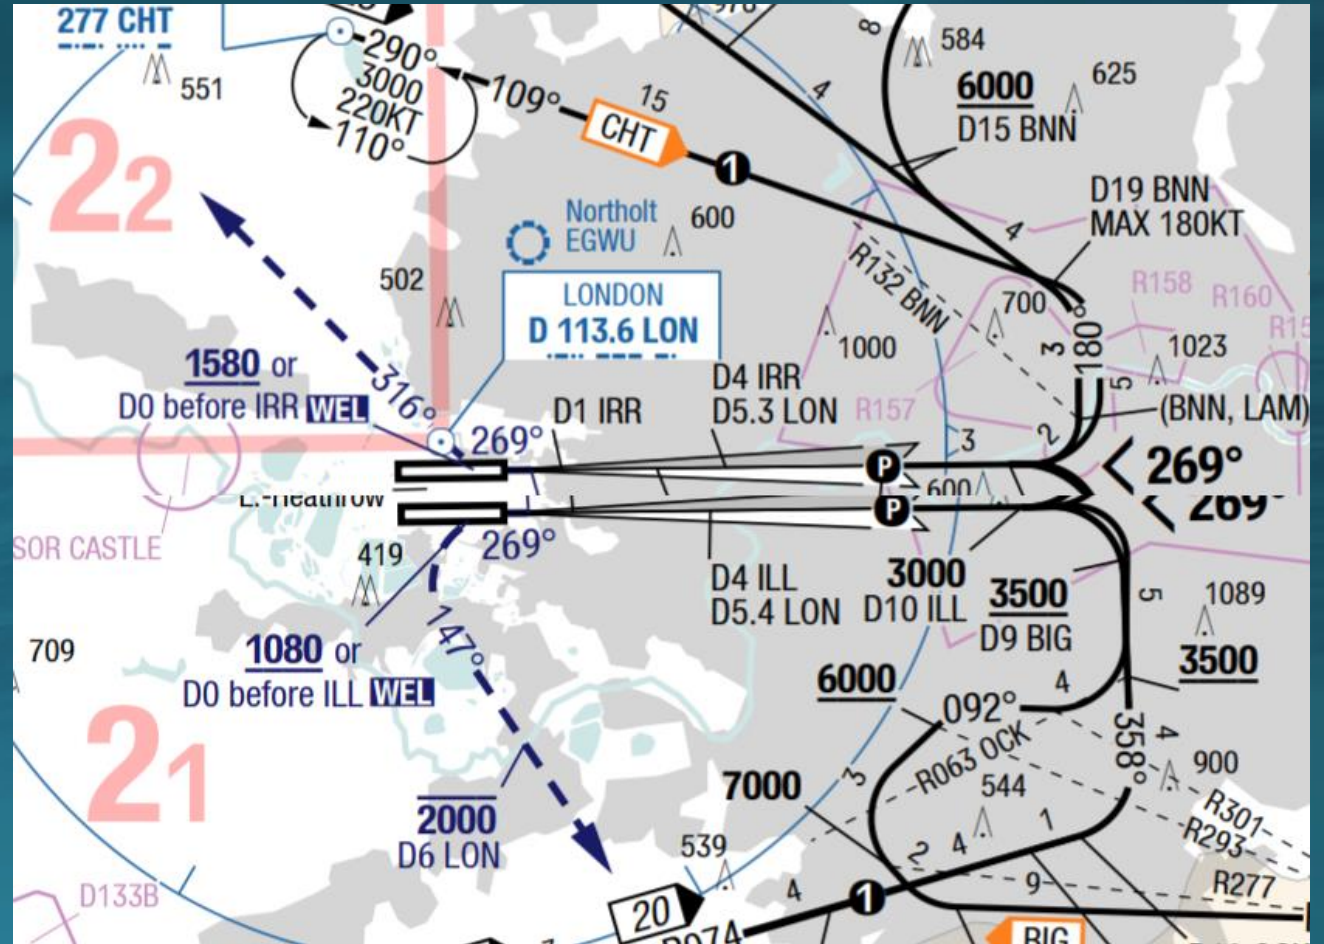 277 CHT
551
22
290°
3000
220KT
110°
109°
15
CHT
1
8
584
625
6000
D15 BNN
4
D19 BNN
MAX 180KT
4
Northolt
EGWU
600
R132 BNN
700
R158
R160
502
LONDON
D 113.6 LON
1000
3
180°
5
1023
1580 or
D0 before IRR WEL
316°
D1 IRR
D4 IRR
D5.3 LON
R157
(BNN, LAM)
269°
P
3
2
269°
600
269°
P
269°
SOR CASTLE
419
D4 ILL
D5.4 LON
3000
D10 ILL
3500
D9 BIG
5
1089
3500
709
1080 or
D0 before ILL WEL
147°
6000
092°
4
R063 OCK
358°
4
900
21
2000
D6 LON
7000
3
544
R301
R293
R277
539
2
4
1
9
D133B
20
4
1
BIG